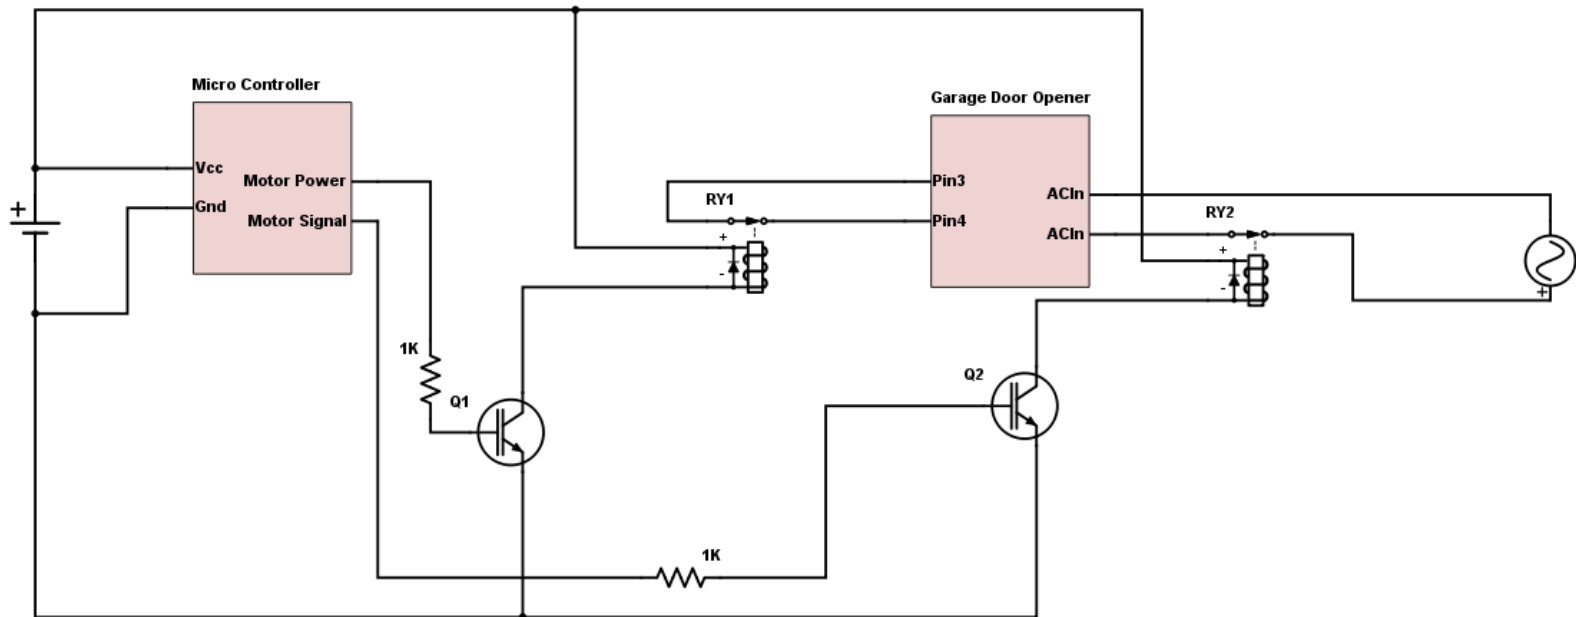 Micro Controller
Garage Door Opener
Vcc
Motor Power
Gnd
Motor Signal
RY1
Pin3
Pin4
ACIn
ACIn
RY2
+
+
-
+
-
+
1K
Q1
Q2
1K